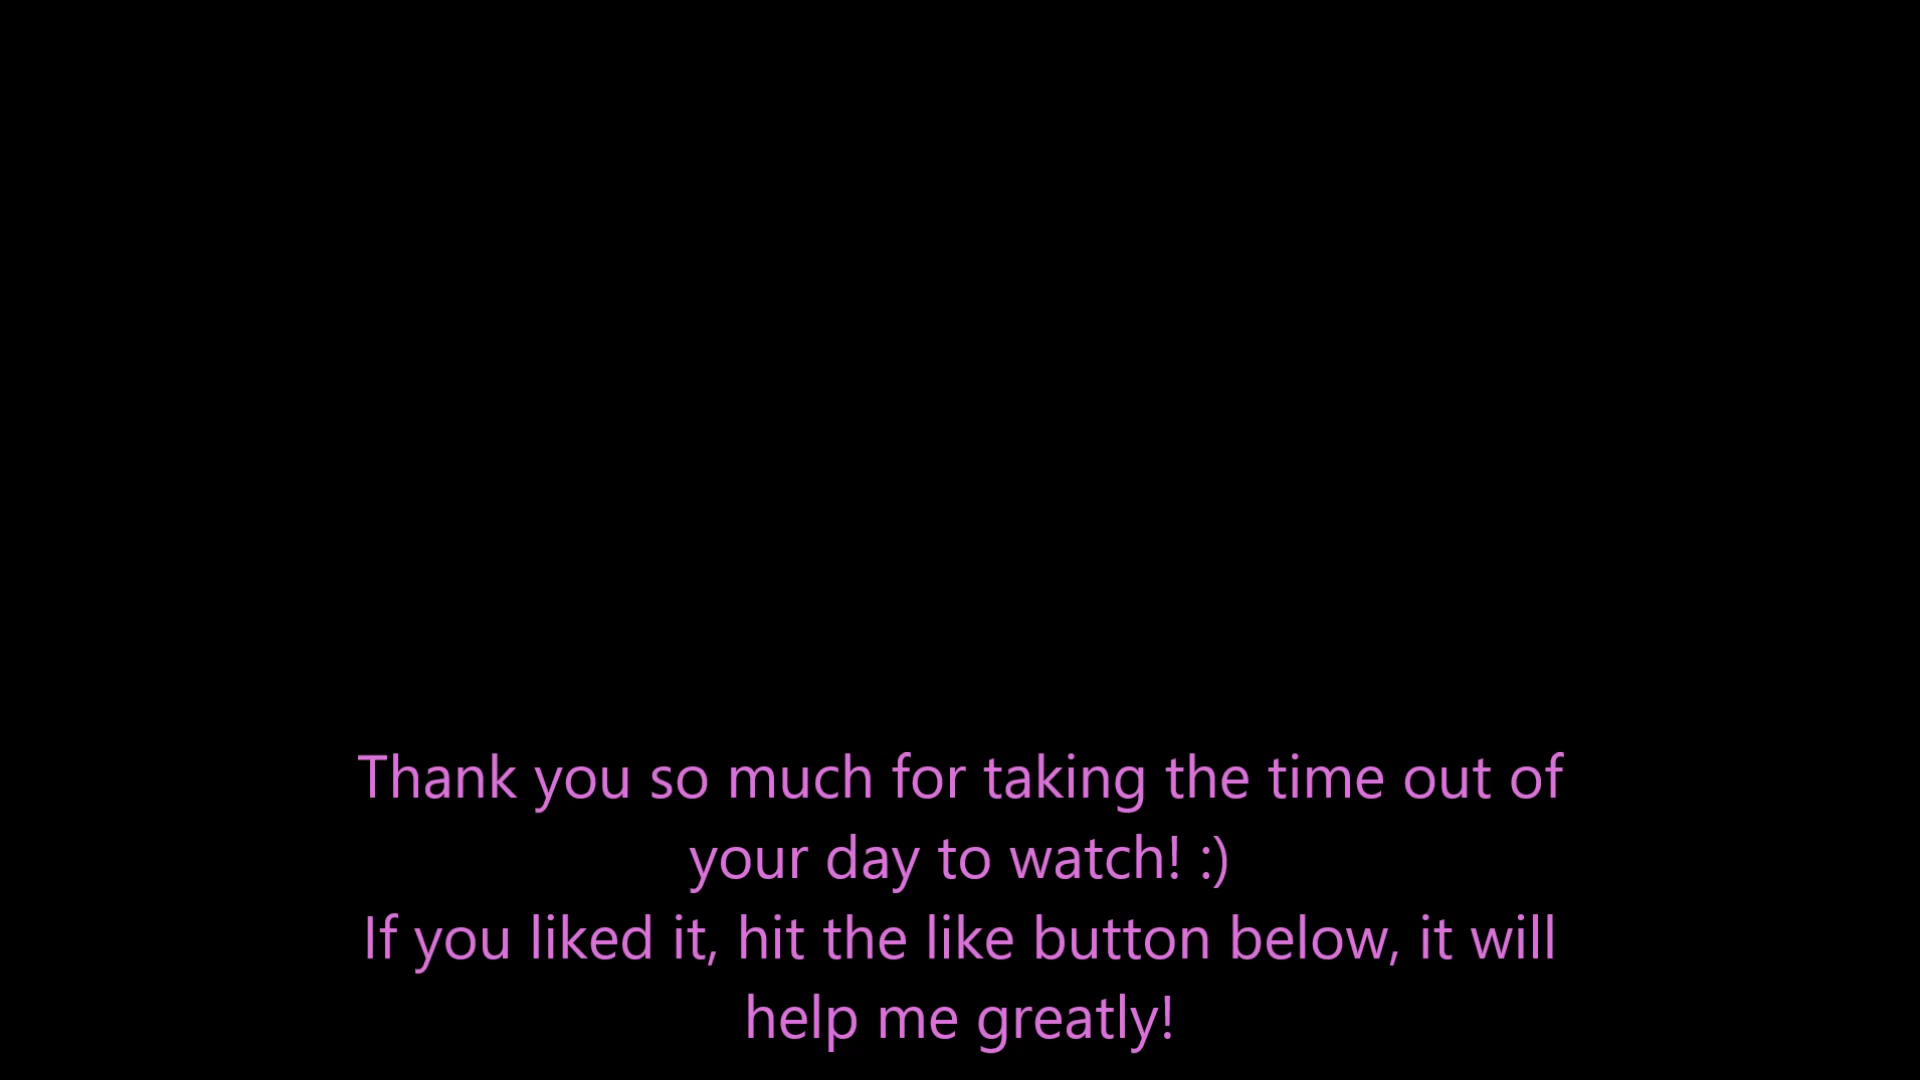 Thank you so much for taking the time out of
your day to watch! :)
If you liked it, hit the like button below, it will
help me greatly!